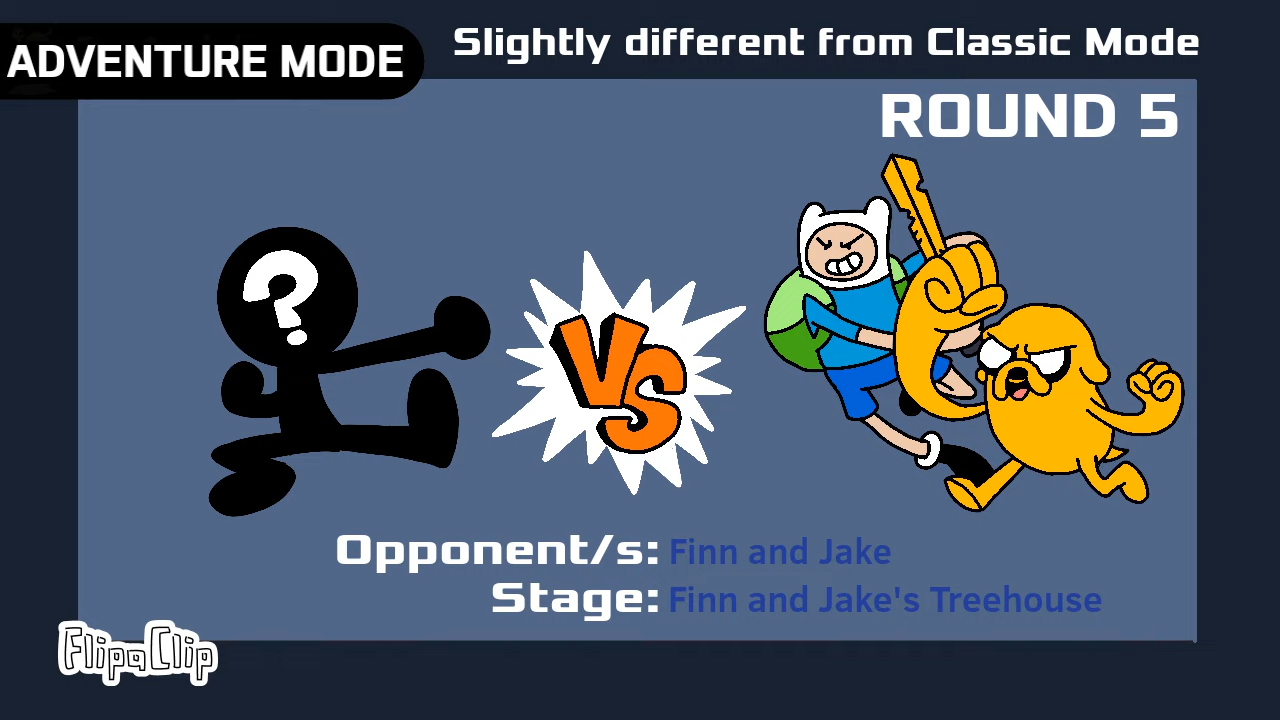 ADVENTURE MODE
Slightly different from Classic Mode
ROUND 5
?
VS
Opponent/s: Finn and Jake
Stage: Finn and Jake's Treehouse
FlipaClip